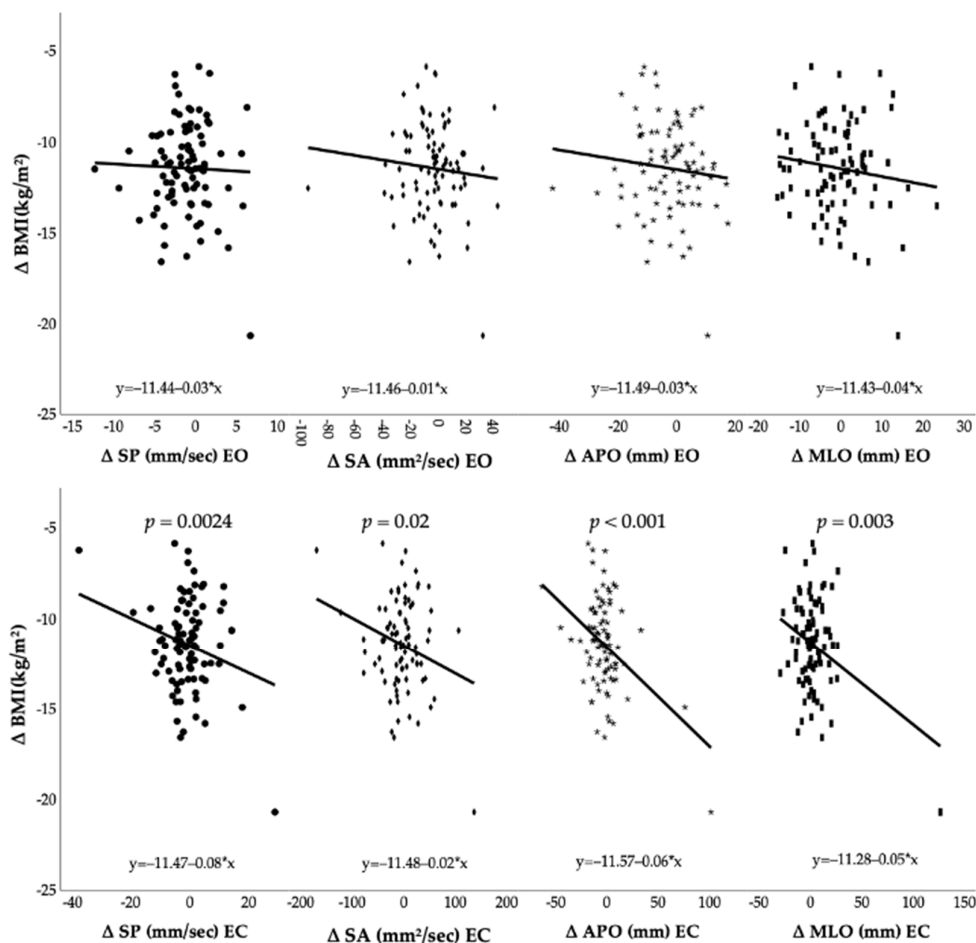 -5
-10
-15
-20
-25
Δ BMI(kg/m²)
y=–11.44–0.03*x
y=–11.46–0.01*x
y=–11.49–0.03*x
y=–11.43–0.04*x
-15 -10 -5 0 5 10
-100 -80 -60 -40 -20 0 20 40
-40 -20 0 20
-20 -10 0 10 20 30
Δ SP (mm/sec) EO
Δ SA (mm²/sec) EO
Δ APO (mm) EO
Δ MLO (mm) EO
p = 0.0024
p = 0.02
p < 0.001
p = 0.003
-5
-10
-15
-20
-25
Δ BMI(kg/m²)
y=–11.47–0.08*x
y=–11.48–0.02*x
y=–11.57–0.06*x
y=–11.28–0.05*x
-40 -20 0 20
-200 -100 0 100 200
-50 0 50 100
-50 0 50 100 150
Δ SP (mm/sec) EC
Δ SA (mm²/sec) EC
Δ APO (mm) EC
Δ MLO (mm) EC